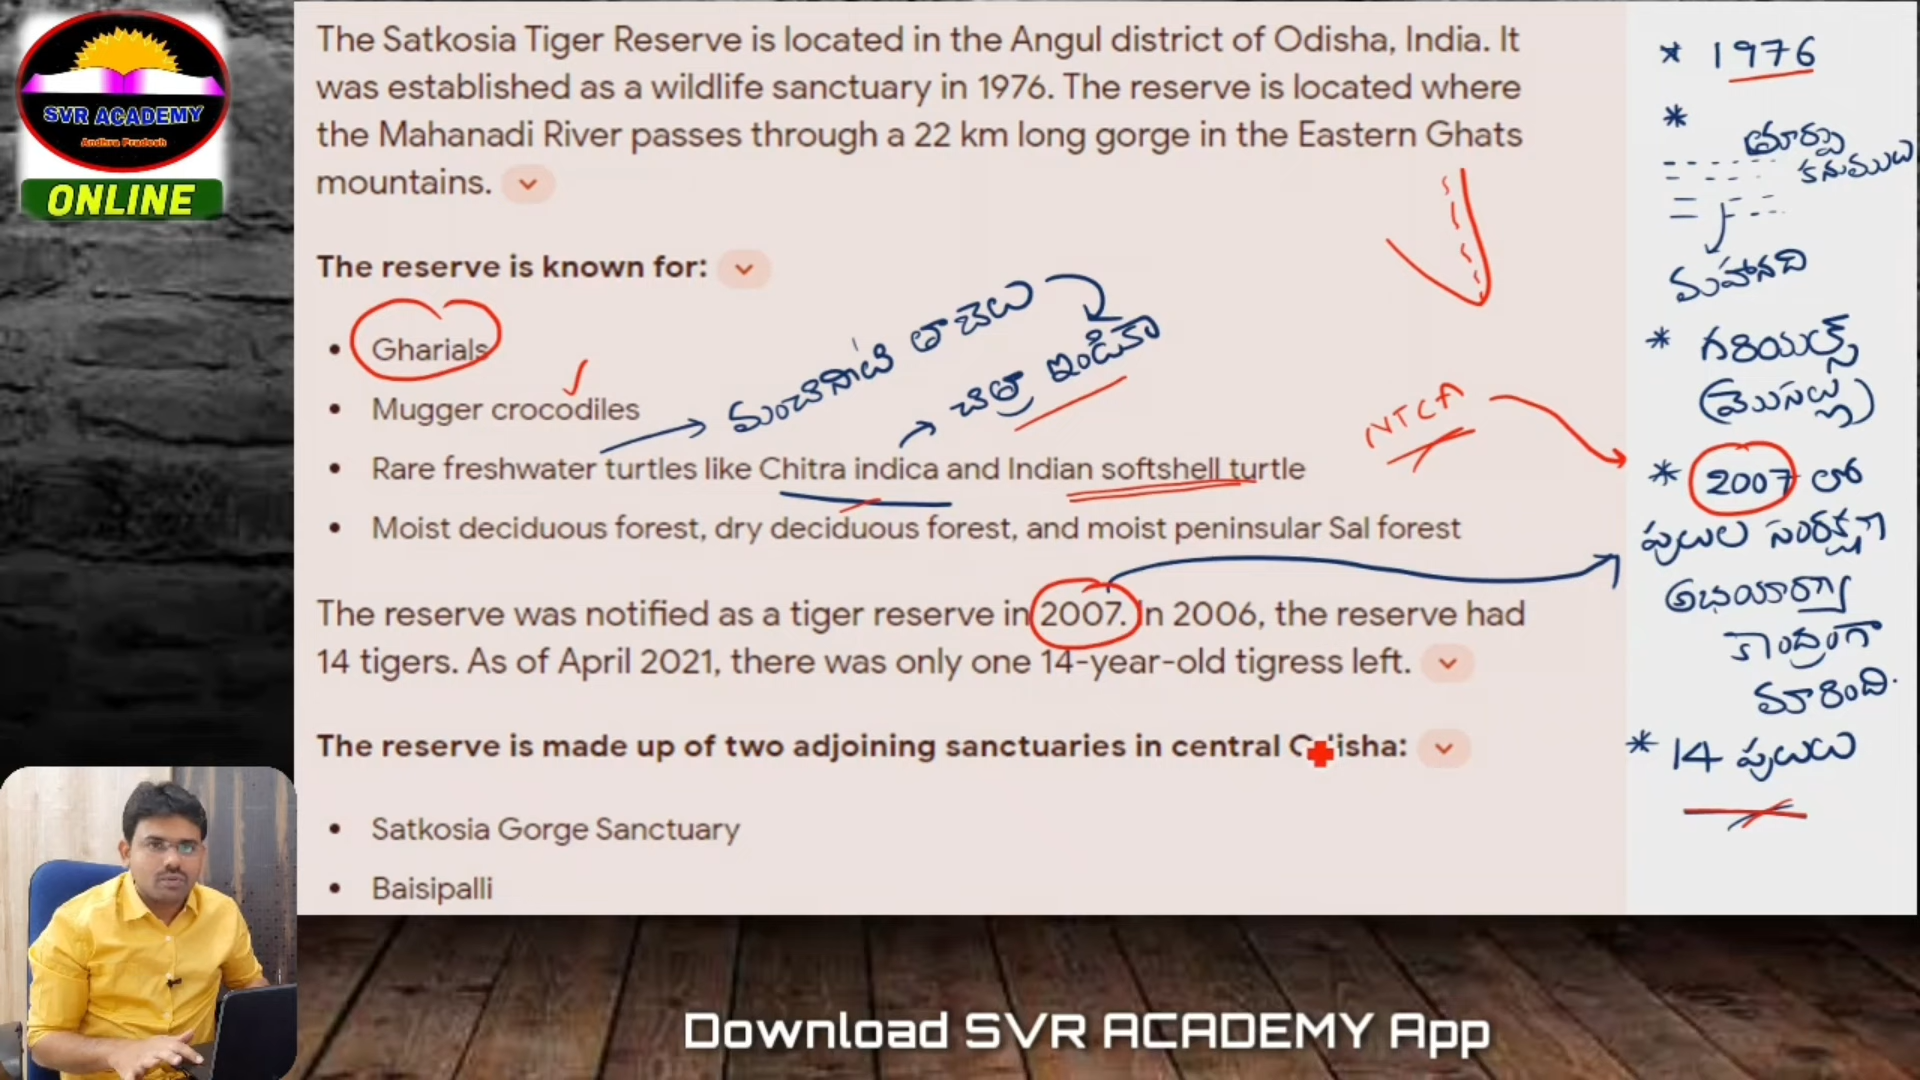 SVR ACADEMY
Andhra Pradesh
ONLINE
The Satkosia Tiger Reserve is located in the Angul district of Odisha, India. It
was established as a wildlife sanctuary in 1976. The reserve is located where
the Mahanadi River passes through a 22 km long gorge in the Eastern Ghats
mountains.
The reserve is known for:
• Gharials
• Mugger crocodiles
మంచినీటి తాబేలు
చిత్రా ఇండికా
• Rare freshwater turtles like Chitra indica and Indian softshell turtle
• Moist deciduous forest, dry deciduous forest, and moist peninsular Sal forest
NTCA
The reserve was notified as a tiger reserve in 2007. In 2006, the reserve had
14 tigers. As of April 2021, there was only one 14-year-old tigress left.
The reserve is made up of two adjoining sanctuaries in central Odisha:
• Satkosia Gorge Sanctuary
• Baisipalli
* 1976
* తూర్పు
కనుమలు
మహానది
* గరియల్స్
(మొసల్లు)
* 2007 లో
పులుల సంరక్షణ
అభయారణ్య
కేంద్రంగా
మారింది.
* 14 పులులు
Download SVR ACADEMY App